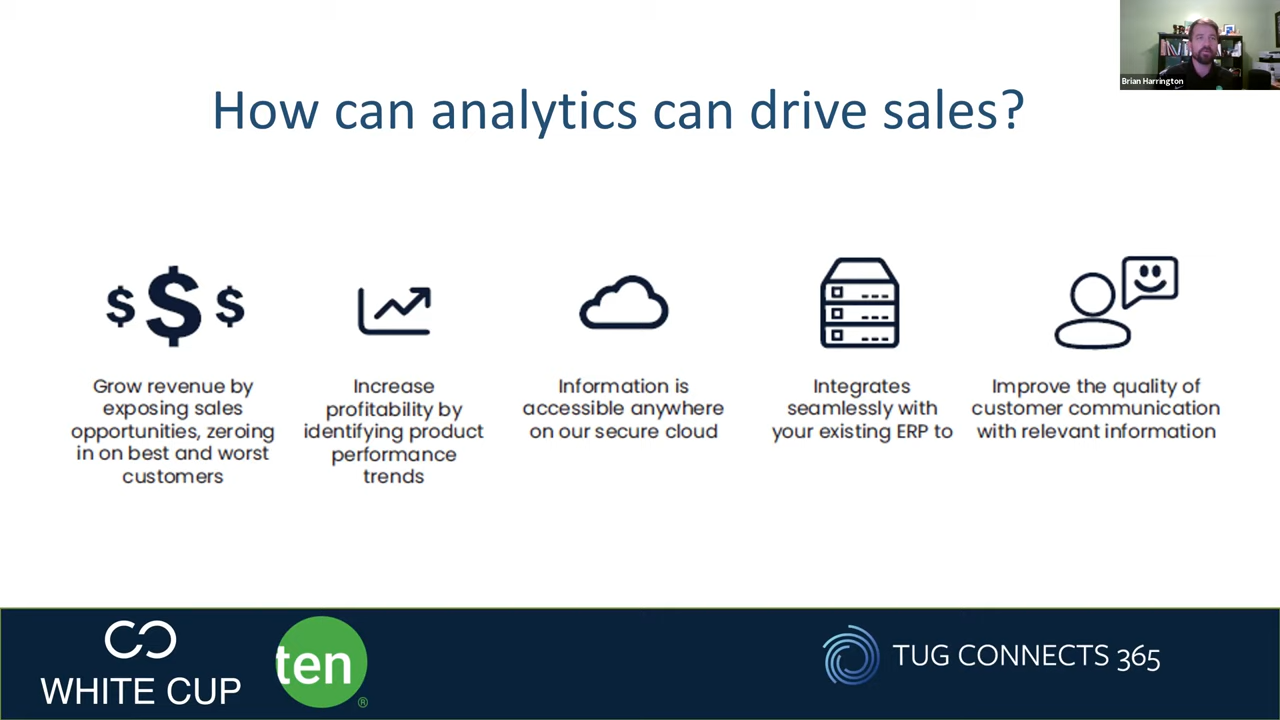 Brian Harrington
How can analytics can drive sales?
$ $ $
Grow revenue by
exposing sales
opportunities, zeroing
in on best and worst
customers
Increase
profitability by
identifying product
performance
trends
Information is
accessible anywhere
on our secure cloud
Integrates
seamlessly with
your existing ERP to
Improve the quality of
customer communication
with relevant information
WHITE CUP
ten
®
TUG CONNECTS 365